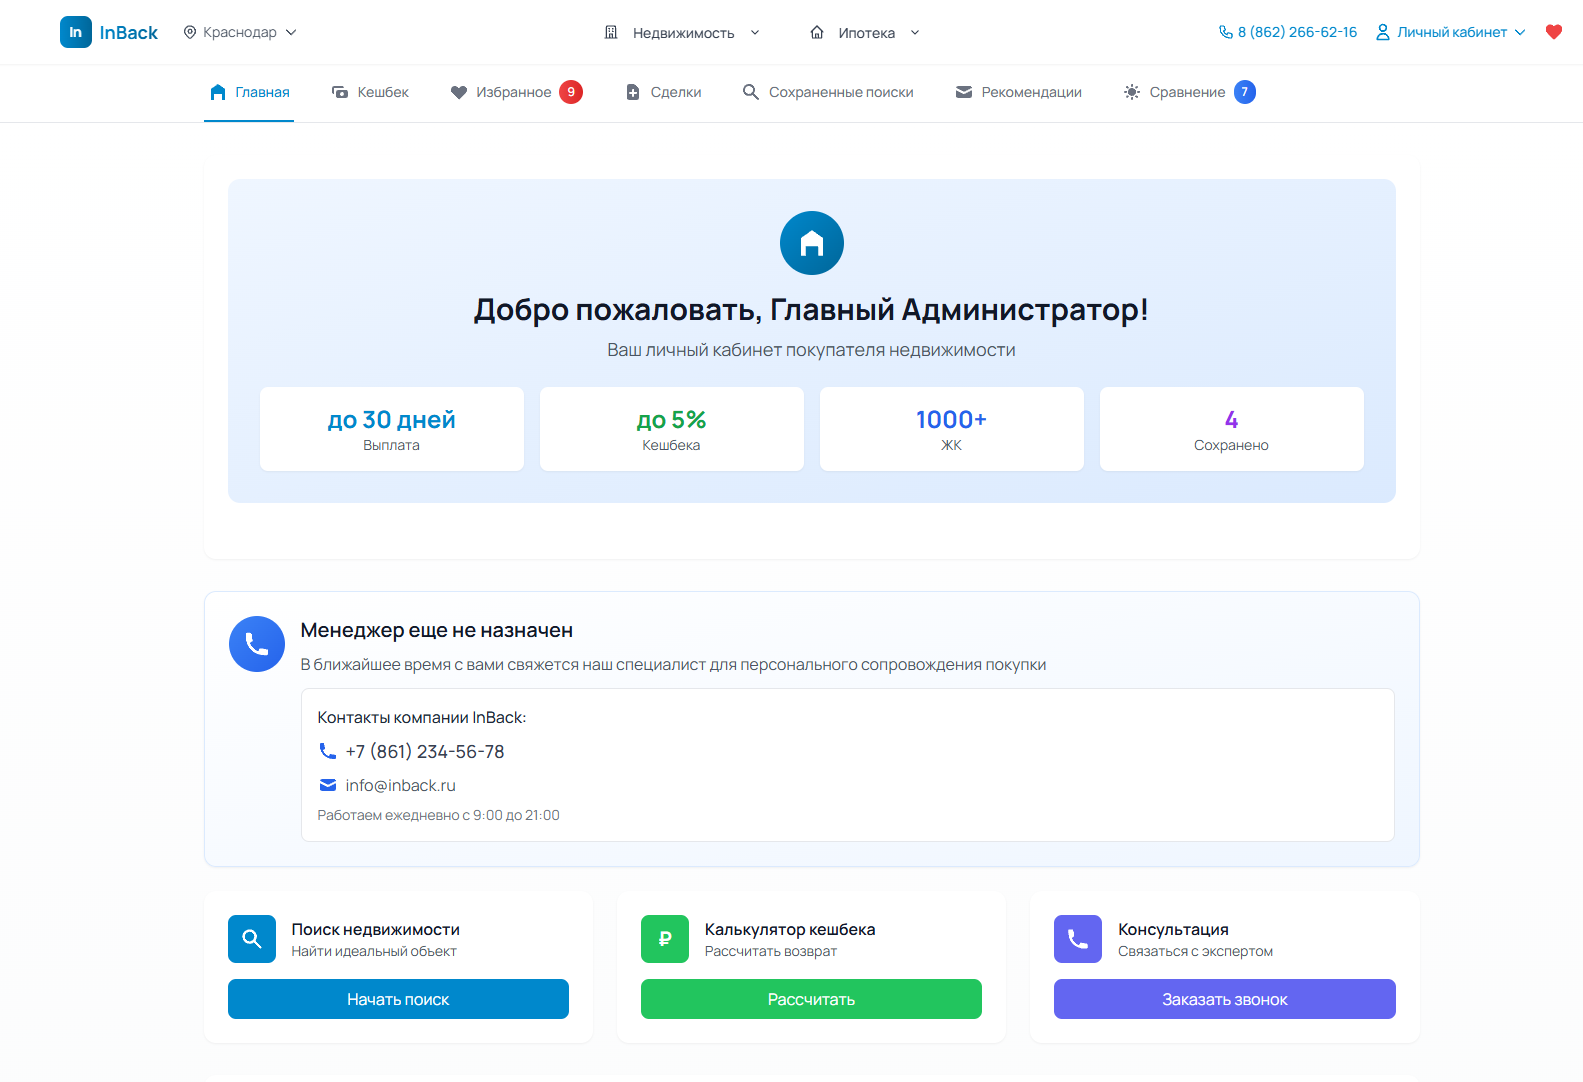 In InBack Краснодар Недвижимость Ипотека 8 (862) 266-62-16 Личный кабинет
Главная Кешбек Избранное 9 Сделки Сохраненные поиски Рекомендации Сравнение 7
Добро пожаловать, Главный Администратор!
Ваш личный кабинет покупателя недвижимости
до 30 дней до 5% 1000+ 4
Выплата Кешбека ЖК Сохранено
Менеджер еще не назначен
В ближайшее время с вами свяжется наш специалист для персонального сопровождения покупки
Контакты компании InBack:
+7 (861) 234-56-78
info@inback.ru
Работаем ежедневно с 9:00 до 21:00
Поиск недвижимости
Найти идеальный объект
Начать поиск
₽
Калькулятор кешбека
Рассчитать возврат
Рассчитать
Консультация
Связаться с экспертом
Заказать звонок